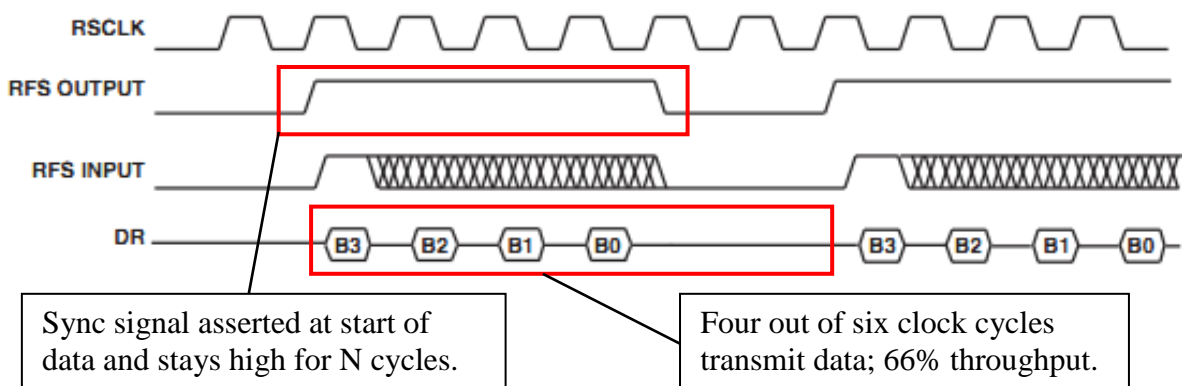 RSCLK
RFS OUTPUT
RFS INPUT
DR B3 B2 B1 B0 B3 B2 B1 B0
Sync signal asserted at start of
data and stays high for N cycles.
Four out of six clock cycles
transmit data; 66% throughput.